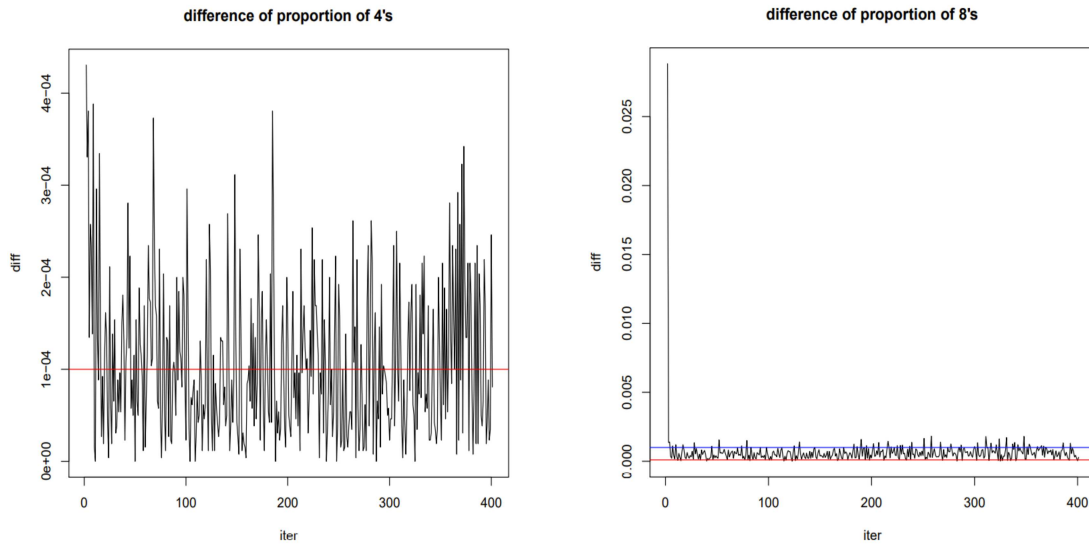 difference of proportion of 4's
diff
4e−04
3e−04
2e−04
1e−04
0e+00
0 100 200 300 400
iter
difference of proportion of 8's
diff
0.025
0.020
0.015
0.010
0.005
0.000
0 100 200 300 400
iter